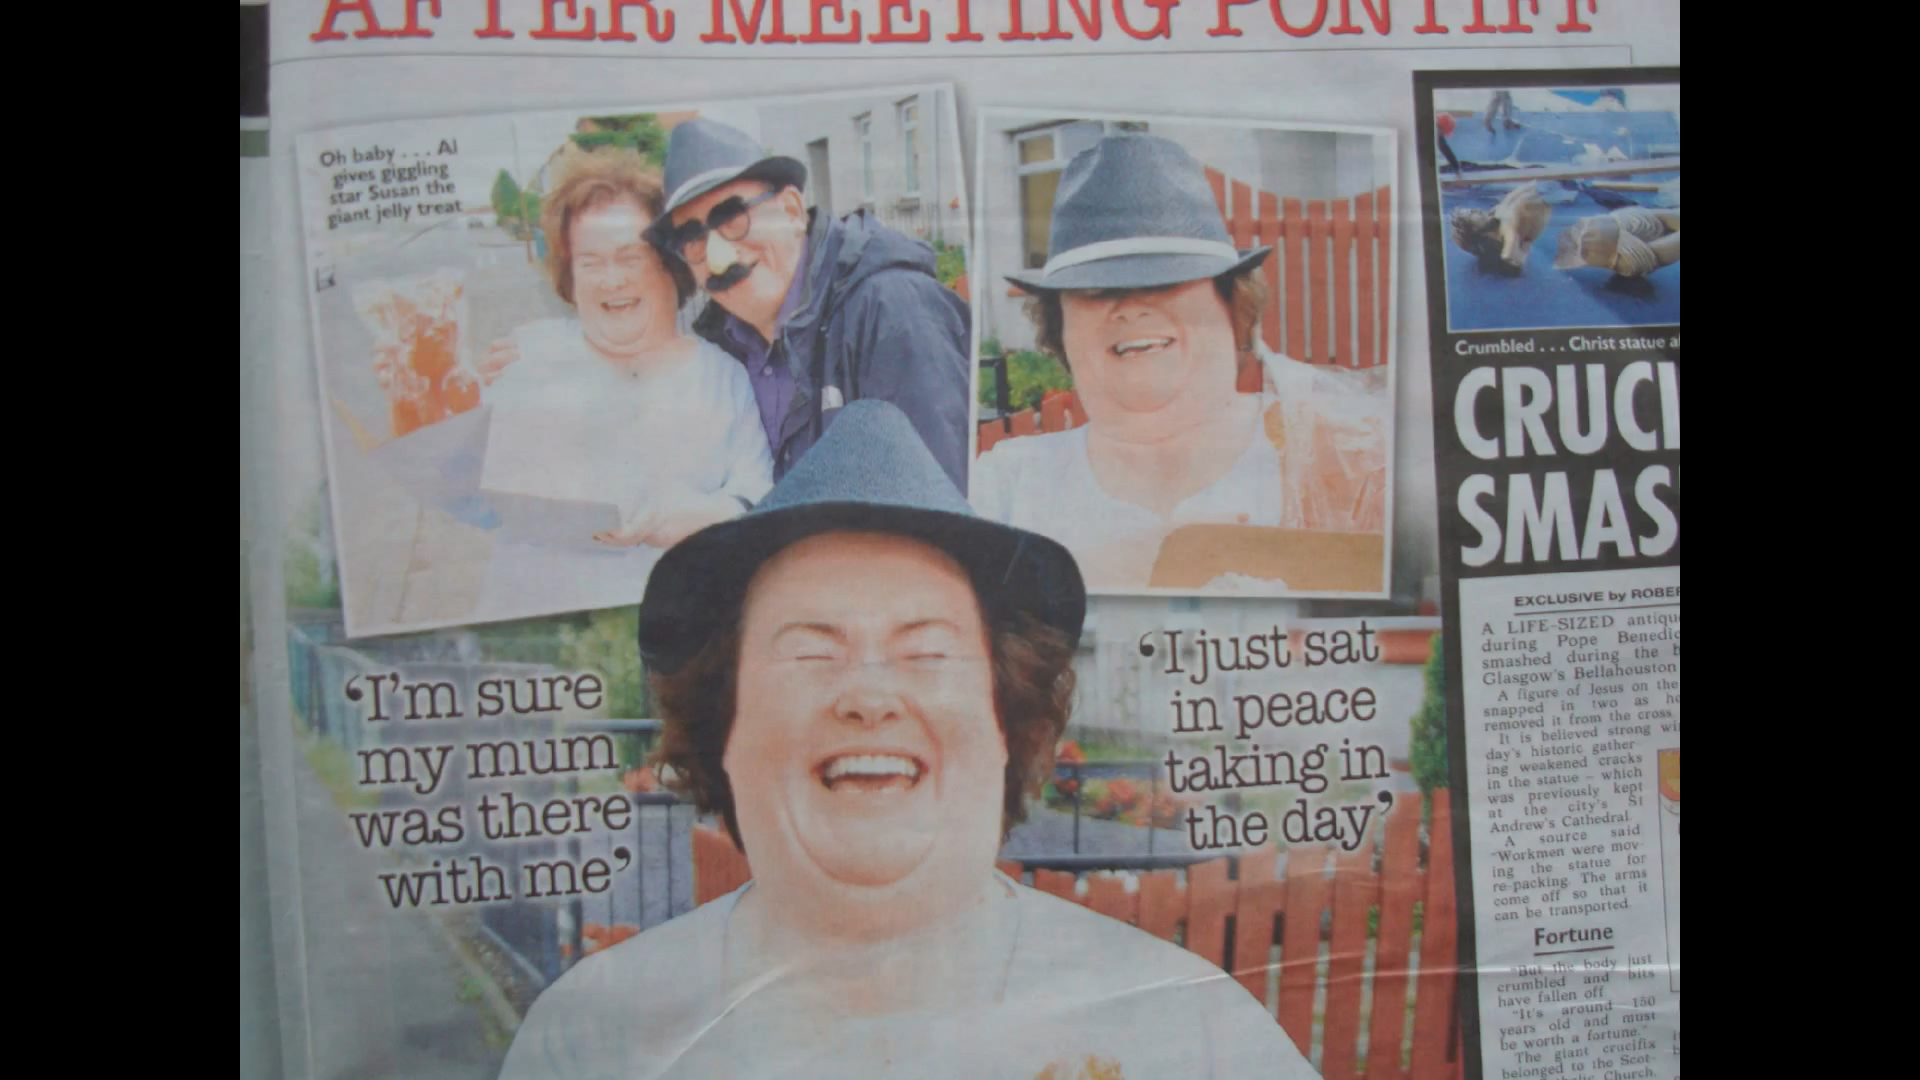 AFTER MEETING PONTIFF
Oh baby . . . Al
gives giggling
star Susan the
giant jelly treat
‘I’m sure
my mum
was there
with me’
‘I just sat
in peace
taking in
the day’
Crumbled . . . Christ statue
CRUCI
SMAS
EXCLUSIVE by ROBER
A LIFE-SIZED antique
during Pope Benedic
smashed during the
Glasgow's Bellahouston
A figure of Jesus on the
snapped in two as
removed it from the cross
It is believed strong
day's historic gather-
ing weakened cracks
in the statue – which
was previously kept
at the city's St
Andrew's Cathedral.
A source said
"Workmen were mov-
ing the statue for
re-packing. The arms
come off so that it
can be transported.
Fortune
"But the body just
crumbled and bits
have fallen off.
"It's around 150
years old and must
be worth a fortune."
The giant crucifix
belonged to the Scot-
Church.